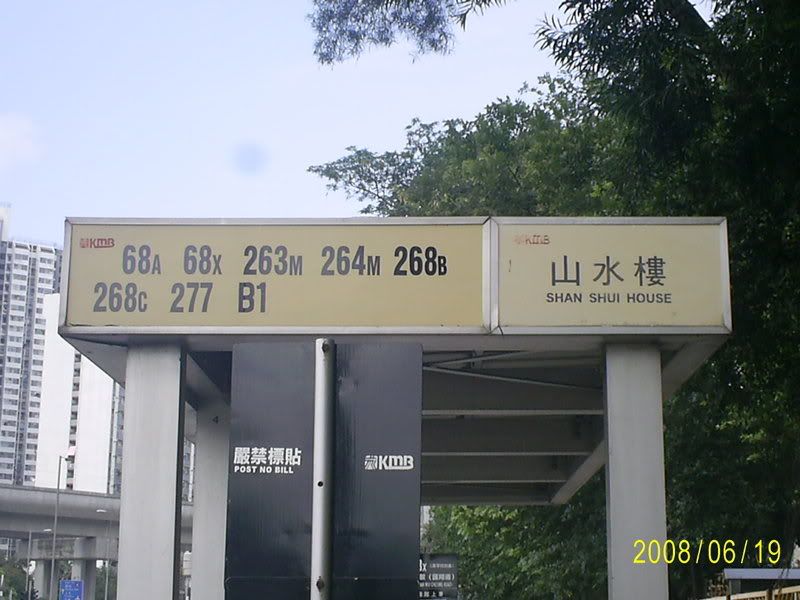 KMB
68A 68X 263M 264M 268B
268C 277 B1
KMB
山水樓
SHAN SHUI HOUSE
4
嚴禁標貼
POST NO BILL
KMB
2008/06/19